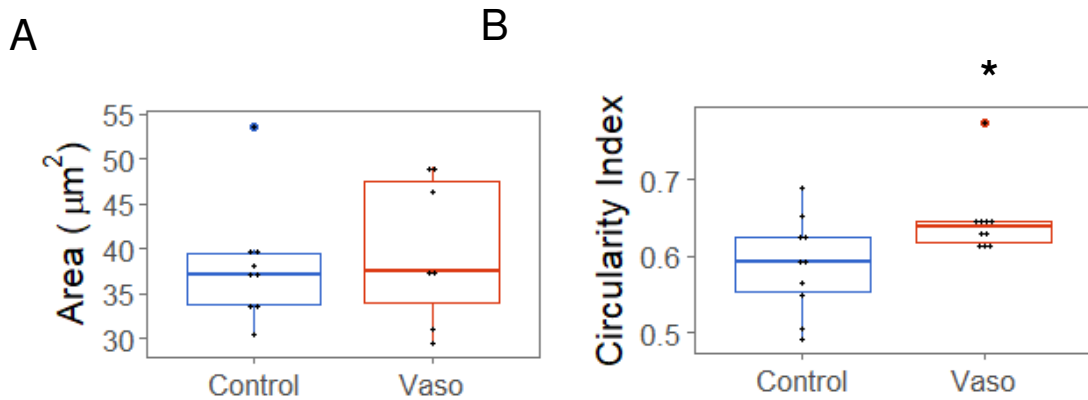 A
B
*
Area ( μm²)
55
50
45
40
35
30
Control
Vaso
Circularity Index
0.7
0.6
0.5
Control
Vaso